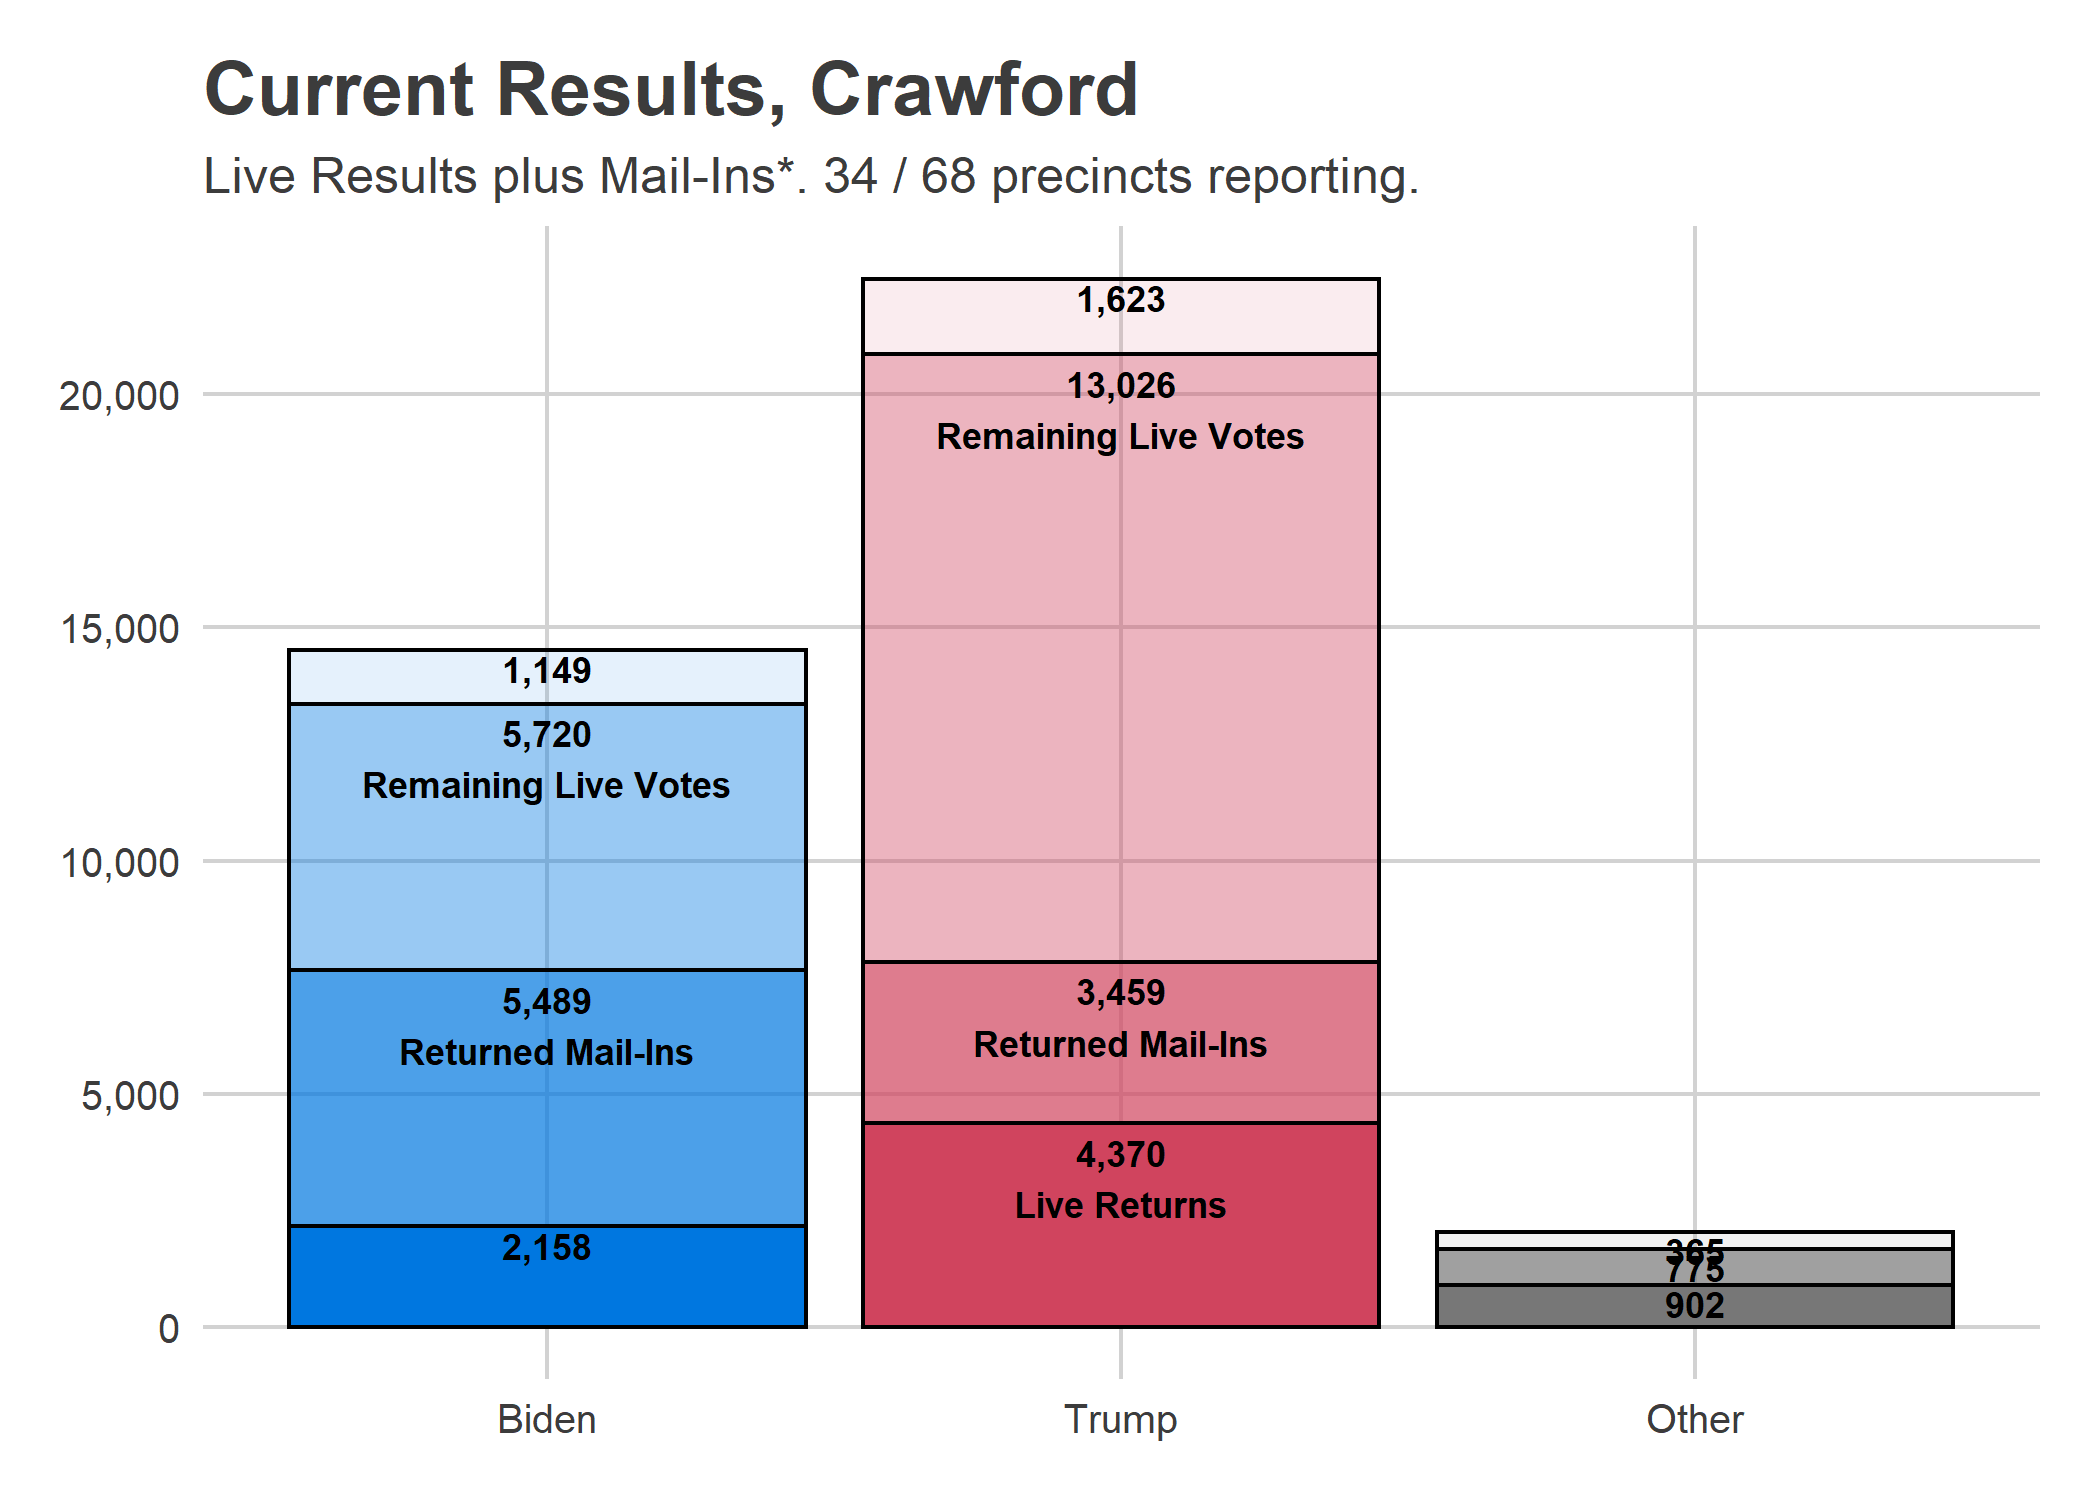 Current Results, Crawford
Live Results plus Mail-Ins*. 34 / 68 precincts reporting.
1,623
20,000
13,026
Remaining Live Votes
15,000
1,149
5,720
Remaining Live Votes
10,000
5,489
Returned Mail-Ins
3,459
Returned Mail-Ins
5,000
4,370
Live Returns
2,158
365
775
902
0
Biden
Trump
Other